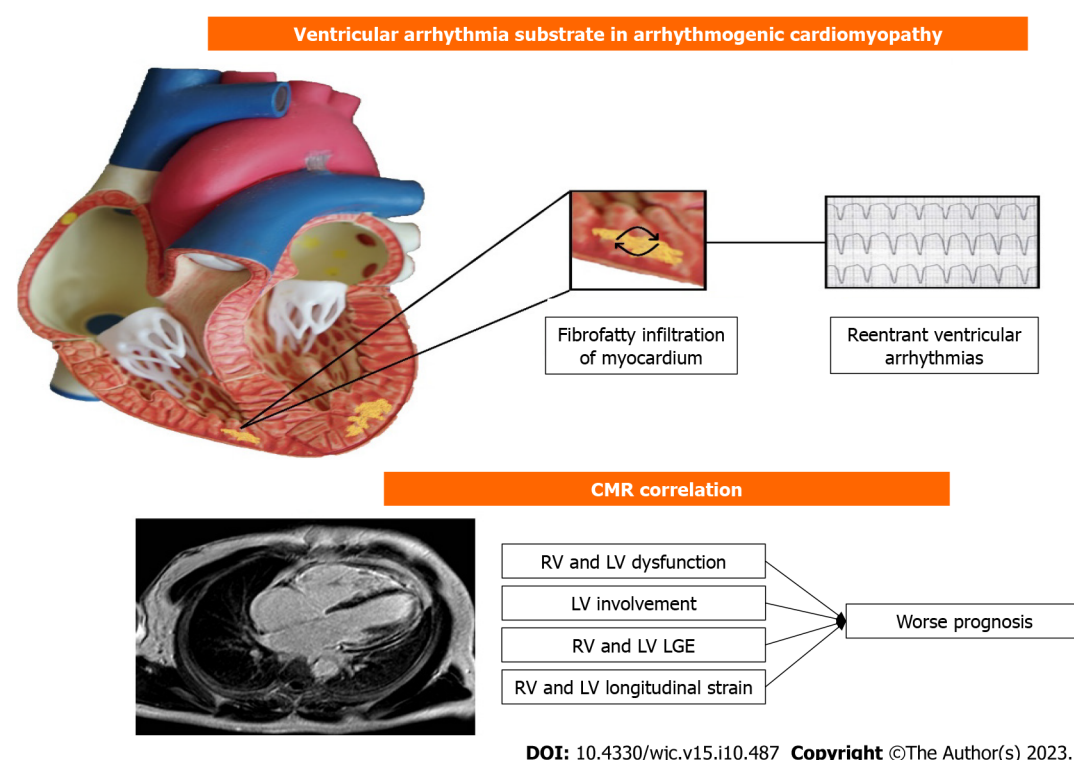 Ventricular arrhythmia substrate in arrhythmogenic cardiomyopathy
Fibrofatty infiltration
of myocardium
Reentrant ventricular
arrhythmias
CMR correlation
RV and LV dysfunction
LV involvement
RV and LV LGE
RV and LV longitudinal strain
Worse prognosis
DOI: 10.4330/wjc.v15.i10.487 Copyright ©The Author(s) 2023.